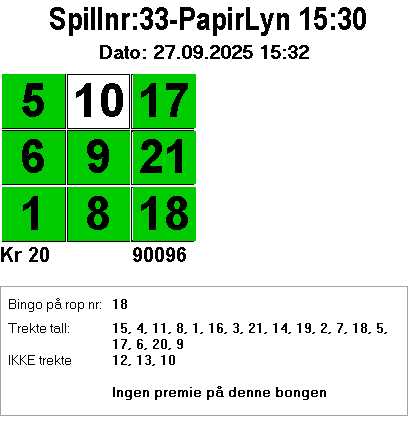 Spillnr:33-PapirLyn 15:30
Dato: 27.09.2025 15:32
5 10 17
6 9 21
1 8 18
Kr 20 90096
Bingo på rop nr: 18
Trekte tall: 15, 4, 11, 8, 1, 16, 3, 21, 14, 19, 2, 7, 18, 5,
17, 6, 20, 9
IKKE trekte 12, 13, 10
Ingen premie på denne bongen